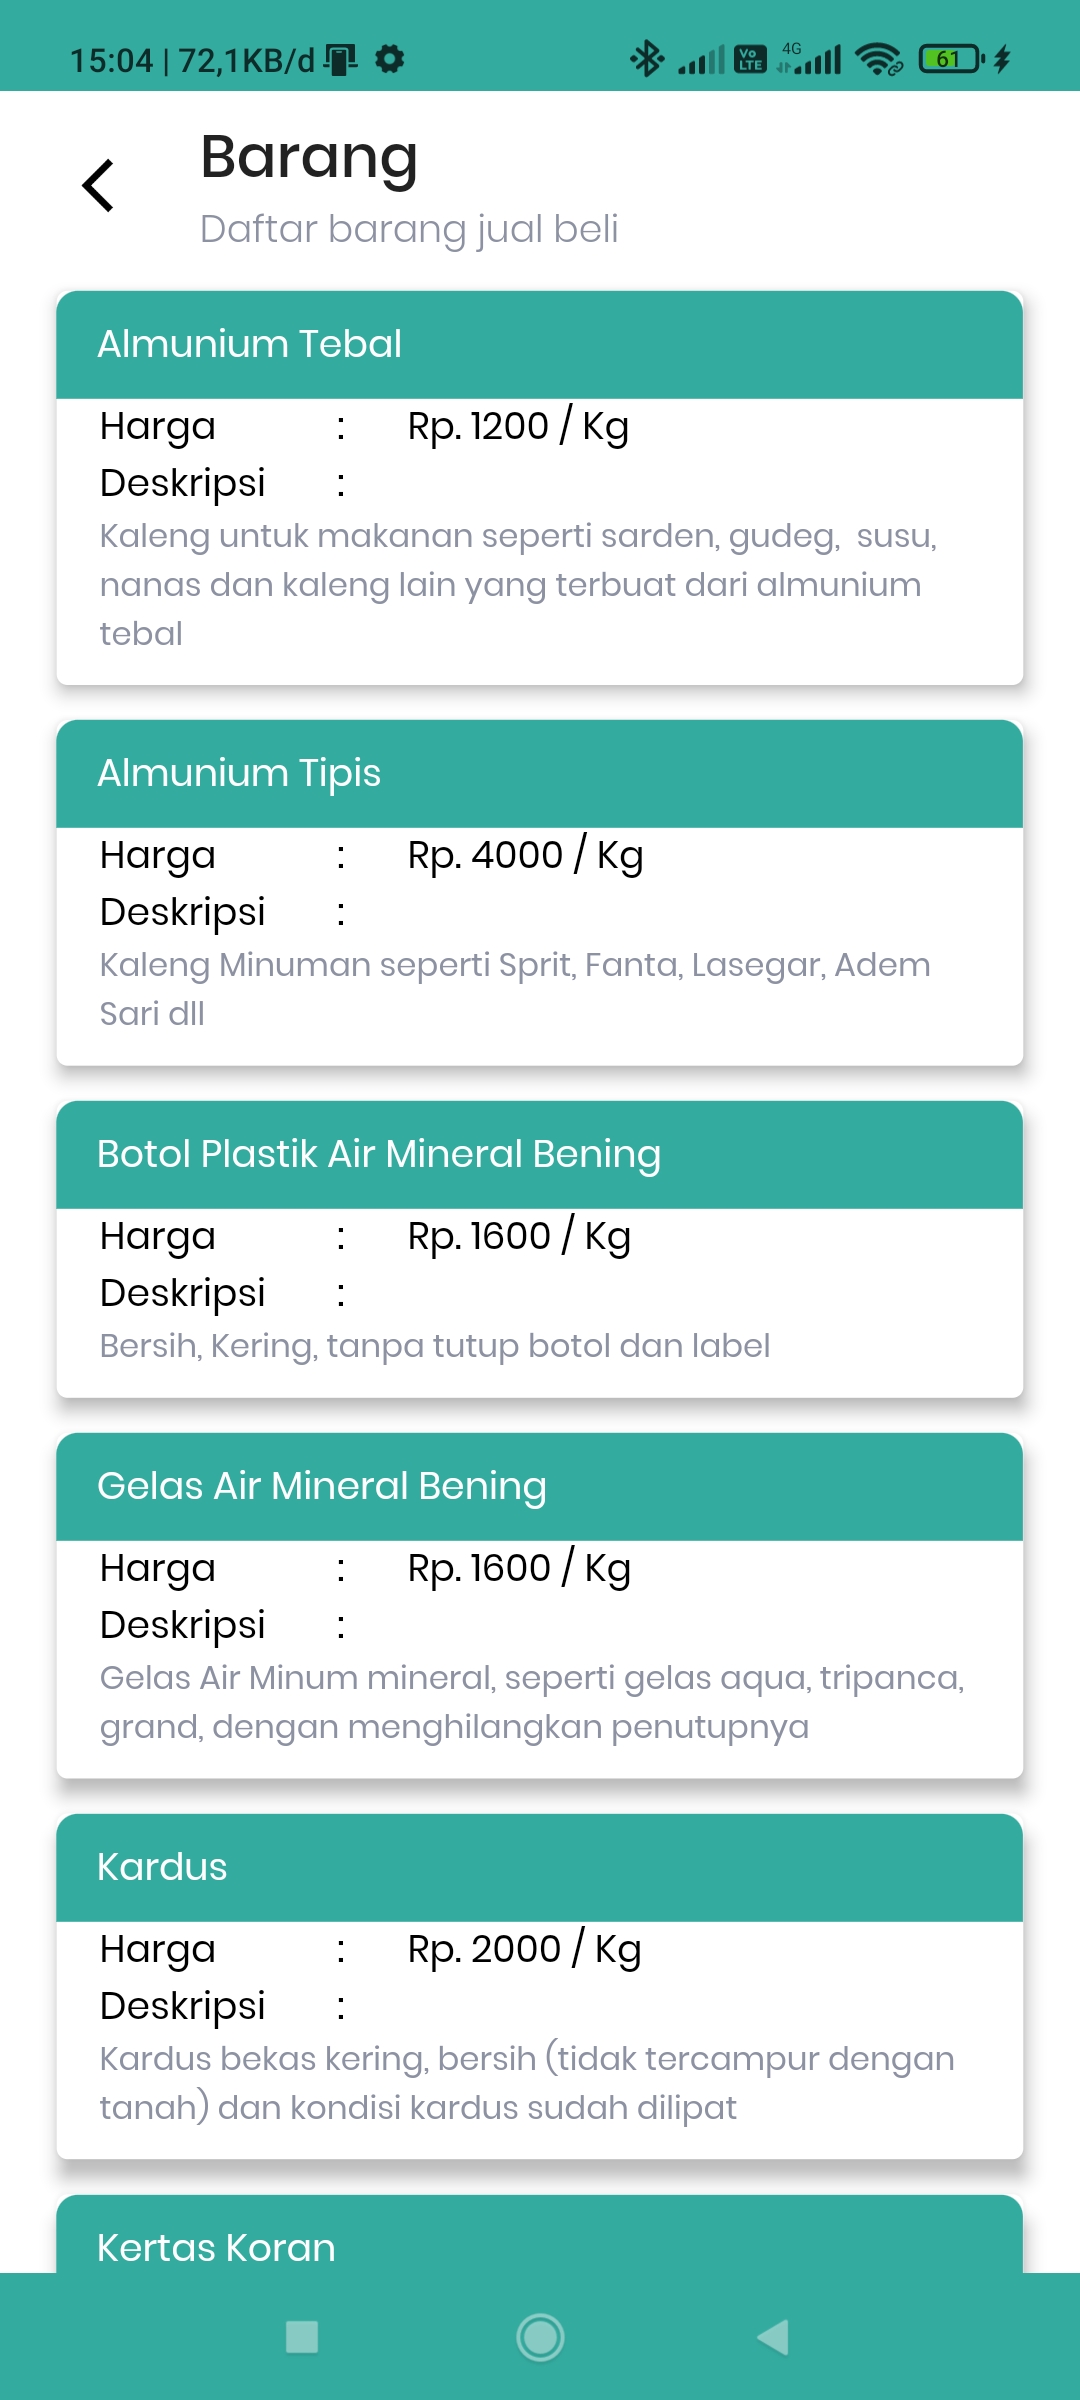 15:04 | 72,1KB/d
Vo LTE
4G
61
Barang
Daftar barang jual beli
Almunium Tebal
Harga : Rp. 1200 / Kg
Deskripsi :
Kaleng untuk makanan seperti sarden, gudeg,  susu,
nanas dan kaleng lain yang terbuat dari almunium
tebal
Almunium Tipis
Harga : Rp. 4000 / Kg
Deskripsi :
Kaleng Minuman seperti Sprit, Fanta, Lasegar, Adem
Sari dll
Botol Plastik Air Mineral Bening
Harga : Rp. 1600 / Kg
Deskripsi :
Bersih, Kering, tanpa tutup botol dan label
Gelas Air Mineral Bening
Harga : Rp. 1600 / Kg
Deskripsi :
Gelas Air Minum mineral, seperti gelas aqua, tripanca,
grand, dengan menghilangkan penutupnya
Kardus
Harga : Rp. 2000 / Kg
Deskripsi :
Kardus bekas kering, bersih (tidak tercampur dengan
tanah) dan kondisi kardus sudah dilipat
Kertas Koran